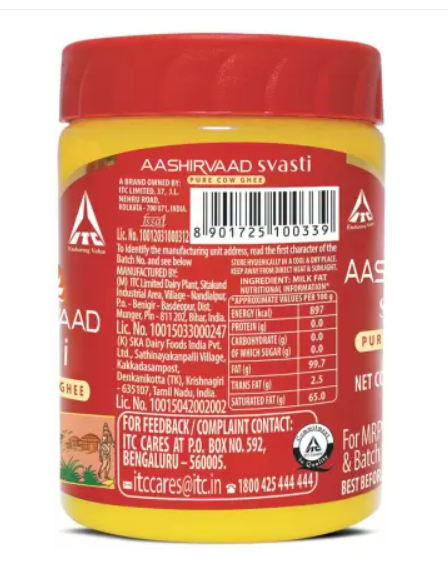 AASHIRVAAD svasti
PURE COW GHEE
A BRAND OWNED BY:
ITC LIMITED. 37, J.L.
NEHRU ROAD,
KOLKATA - 700 071, INDIA.
fssai
Lic. No. 10012031000312
8 901725 100339
To identify the manufacturing unit address, read the first character of the
Batch No. and see below
MANUFACTURED BY:
(M) ITC Limited Dairy Plant, Sitakund
Industrial Area, Village - Nandlalpur,
P.o.- Benigir - Basdeopur, Dist.
Munger, Pin - 811 202, Bihar, India.
Lic. No. 10015033000247
(K) SKA Dairy Foods India Pvt.
Ltd., Sathinayakanpalli Village,
Kakkadasampost,
Denkanikotta (TK), Krishnagiri
- 635107, Tamil Nadu, India.
Lic. No. 10015042002002
STORE HYGIENICALLY IN A COOL & DRY PLACE.
KEEP AWAY FROM DIRECT HEAT & SUNLIGHT.
INGREDIENT: MILK FAT
NUTRITIONAL INFORMATION*
*APPROXIMATE VALUES PER 100 g
ENERGY (kcal) 897
PROTEIN (g) 0.0
CARBOHYDRATE (g) 0.0
OF WHICH SUGAR (g) 0.0
FAT (g) 99.7
TRANS FAT (g) 2.5
SATURATED FAT (g) 65.0
FOR FEEDBACK/COMPLAINT CONTACT:
ITC CARES AT P.O. BOX NO. 592,
BENGALURU - 560005.
itccares@itc.in 1800 425 444 444
ITC
Enduring Value
VAAD
i
GHEE
ITC
Enduring Value
AAS
S
PUR
NET CO
For MRP
& Batch
BEST BEFOR